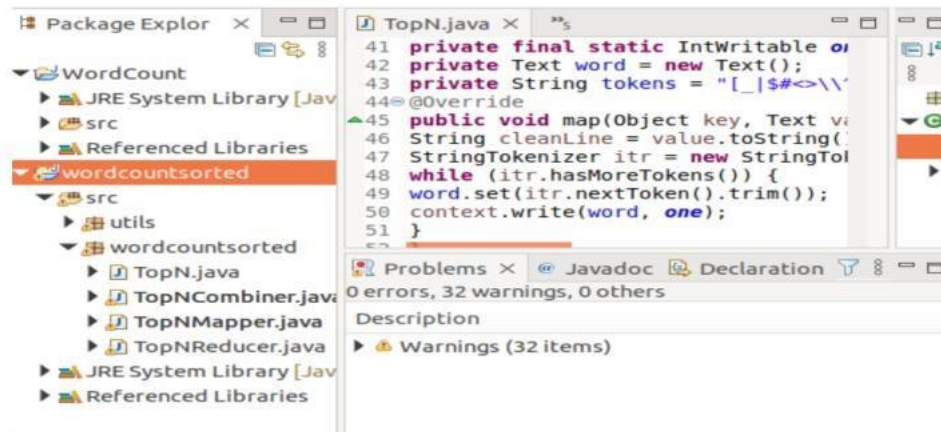 Package Explor
WordCount
JRE System Library [Jav
src
Referenced Libraries
wordcountsorted
src
utils
wordcountsorted
TopN.java
TopNCombiner.java
TopNMapper.java
TopNReducer.java
JRE System Library [Jav
Referenced Libraries
TopN.java
41 private final static IntWritable
42 private Text word = new Text();
43 private String tokens = "[_|$#<>\\^
44 @Override
45 public void map(Object key, Text va
46 String cleanLine = value.toString(
47 StringTokenizer itr = new StringTok
48 while (itr.hasMoreTokens()) {
49 word.set(itr.nextToken().trim());
50 context.write(word, one);
51 }
Problems @ Javadoc Declaration
0 errors, 32 warnings, 0 others
Description
Warnings (32 items)